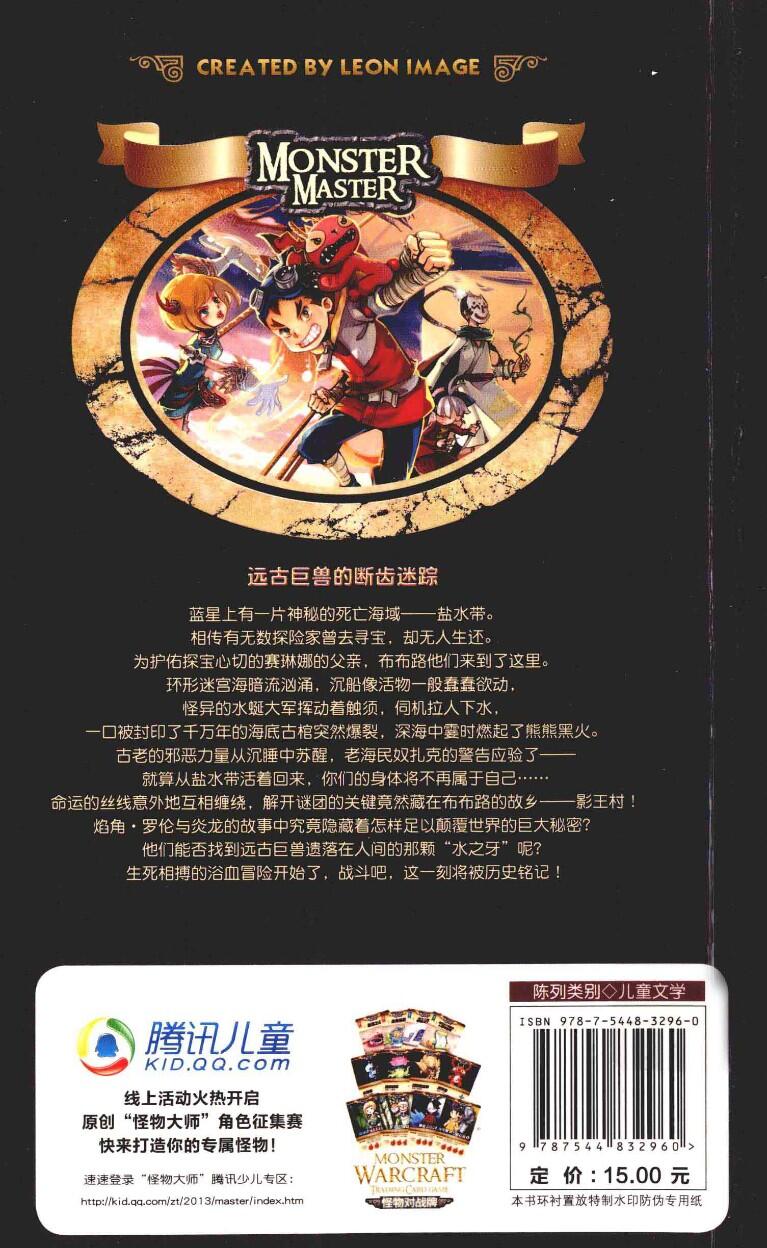 CREATED BY LEON IMAGE
MONSTER
MASTER
远古巨兽的断齿迷踪
蓝星上有一片神秘的死亡海域——盐水带。
相传有无数探险家曾去寻宝，却无人生还。
为护佑探宝心切的赛琳娜的父亲，布布路他们来到了这里。
环形迷宫海暗流汹涌，沉船像活物一般蠢蠢欲动，
怪异的水蜒大军挥动着触须，伺机拉人下水，
一口被封印了千万年的海底古棺突然爆裂，深海中霎时燃起了熊熊黑火。
古老的邪恶力量从沉睡中苏醒，老海民奴扎克的警告应验了——
就算从盐水带活着回来，你们的身体将不再属于自己……
命运的丝线意外地互相缠绕，解开谜团的关键竟然藏在布布路的故乡——影王村！
焰角·罗伦与炎龙的故事中究竟隐藏着怎样足以颠覆世界的巨大秘密？
他们能否找到远古巨兽遗落在人间的那颗“水之牙”呢？
生死相搏的浴血冒险开始了，战斗吧，这一刻将被历史铭记！
腾讯儿童
KID.QQ.COM
线上活动火热开启
原创“怪物大师”角色征集赛
快来打造你的专属怪物！
速速登录“怪物大师”腾讯少儿专区：
http://kid.qq.com/zt/2013/master/index.htm
MONSTER
WARCRAFT
TRADING CARD GAME
怪物对战牌
陈列类别◇儿童文学
ISBN 978-7-5448-3296-0
9 787544 832960 >
定 价：15.00 元
本书环衬置放特制水印防伪专用纸